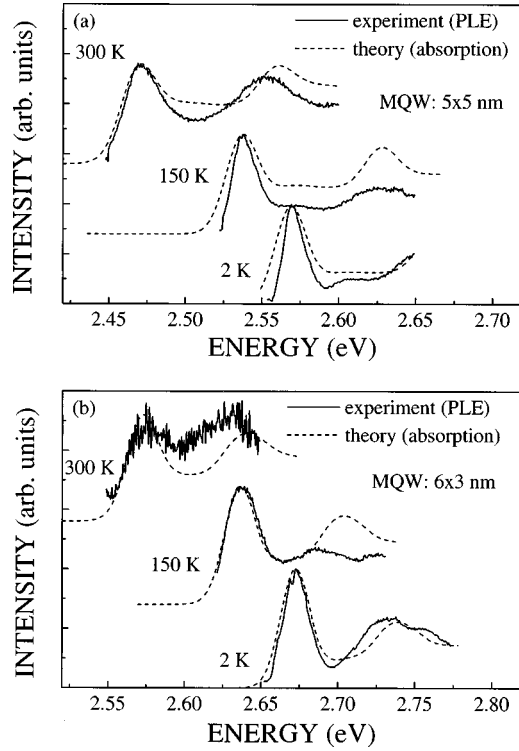 (a)
experiment (PLE)
300 K
theory (absorption)
MQW: 5x5 nm
150 K
2 K
INTENSITY (arb. units)
2.45 2.50 2.55 2.60 2.65 2.70
ENERGY (eV)
(b)
experiment (PLE)
theory (absorption)
300 K
MQW: 6x3 nm
150 K
2 K
INTENSITY (arb. units)
2.55 2.60 2.65 2.70 2.75 2.80
ENERGY (eV)